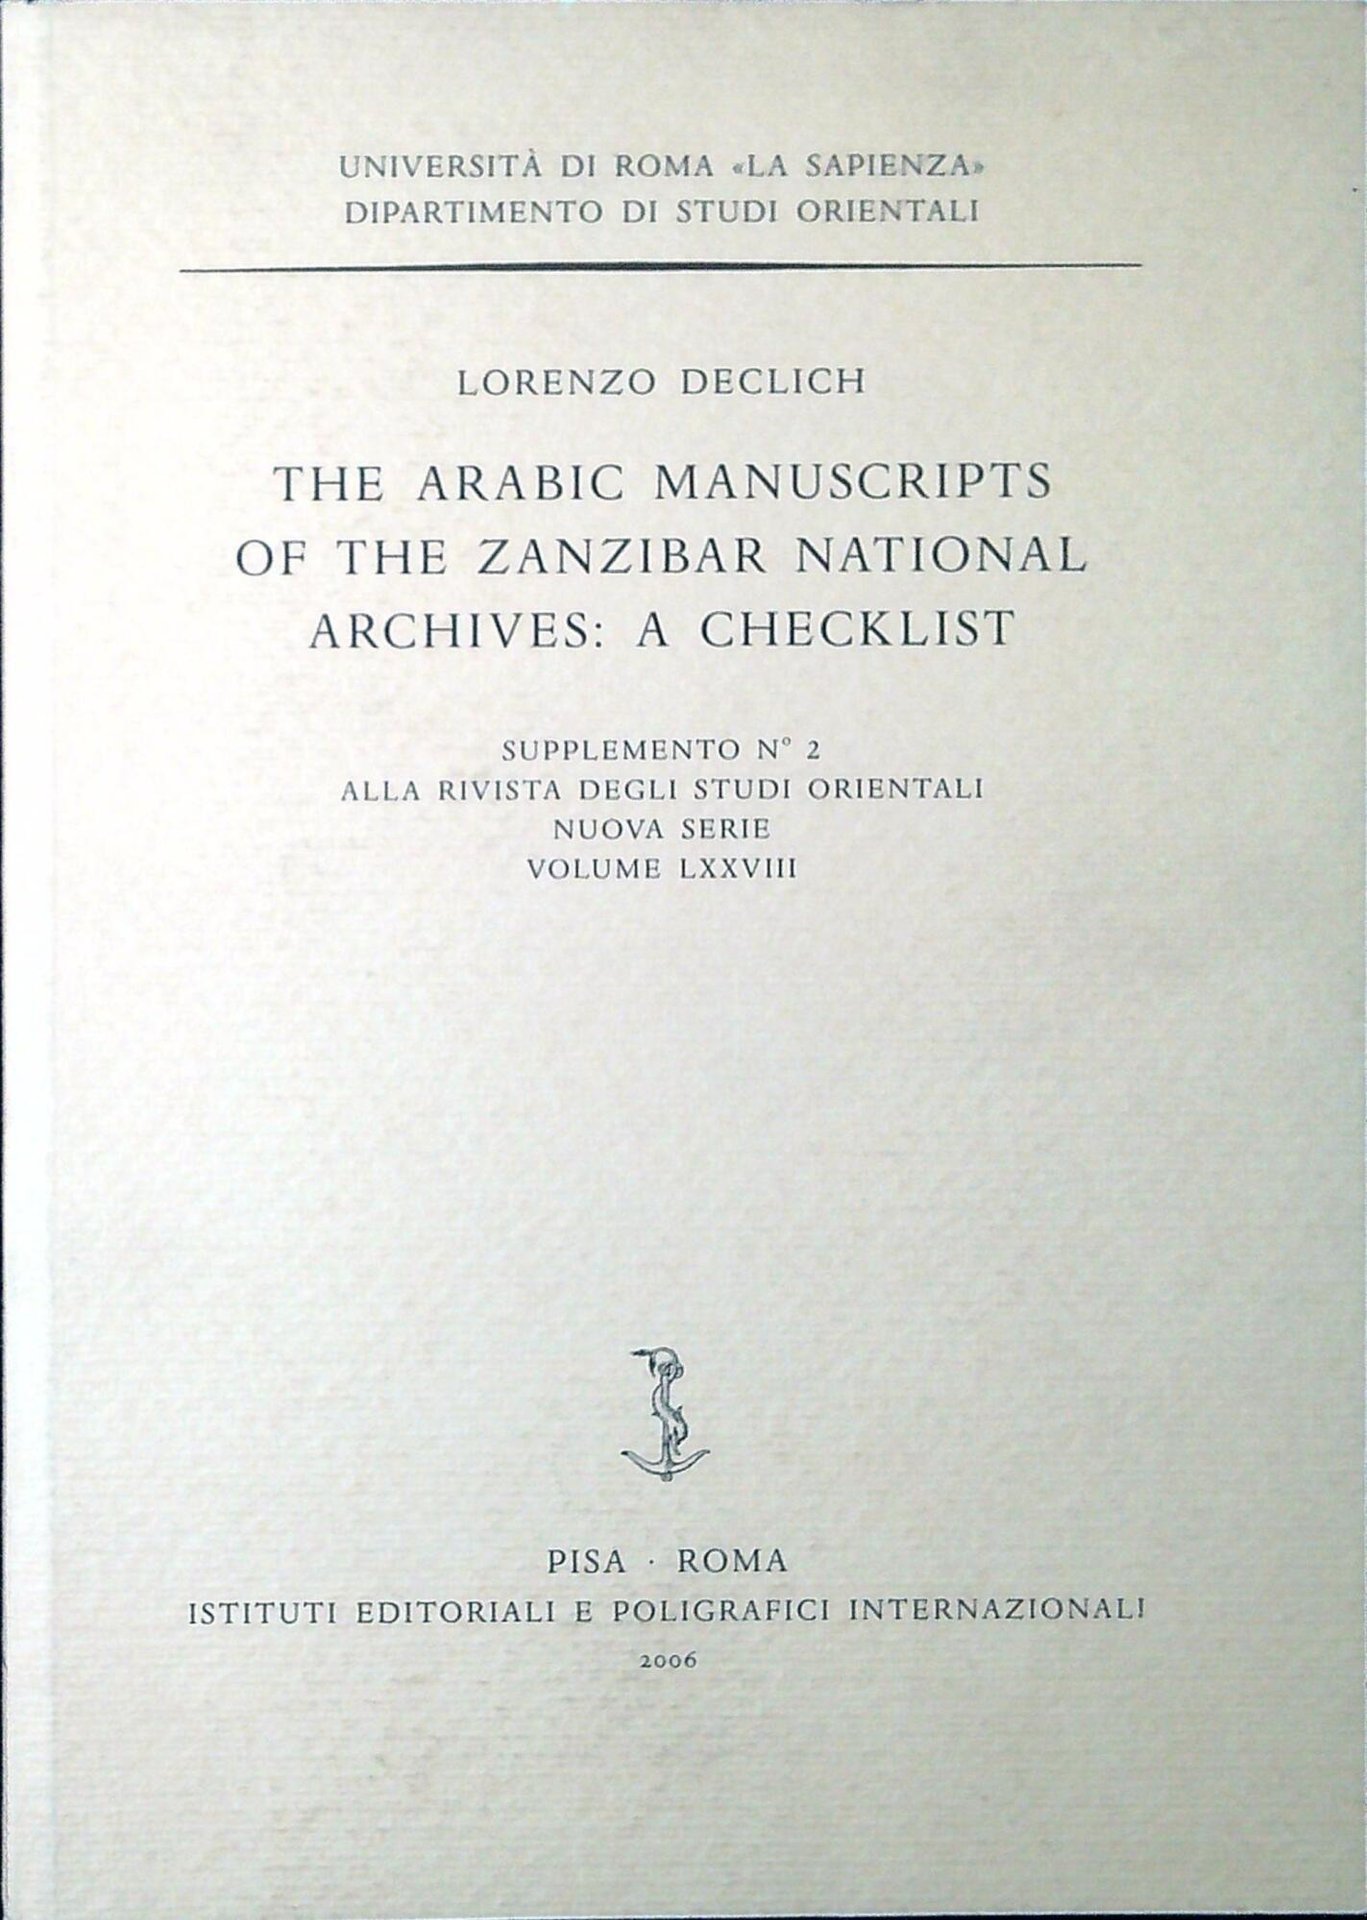 UNIVERSITÀ DI ROMA «LA SAPIENZA»
DIPARTIMENTO DI STUDI ORIENTALI
LORENZO DECLICH
THE ARABIC MANUSCRIPTS
OF THE ZANZIBAR NATIONAL
ARCHIVES: A CHECKLIST
SUPPLEMENTO N° 2
ALLA RIVISTA DEGLI STUDI ORIENTALI
NUOVA SERIE
VOLUME LXXVIII
PISA · ROMA
ISTITUTI EDITORIALI E POLIGRAFICI INTERNAZIONALI
2006